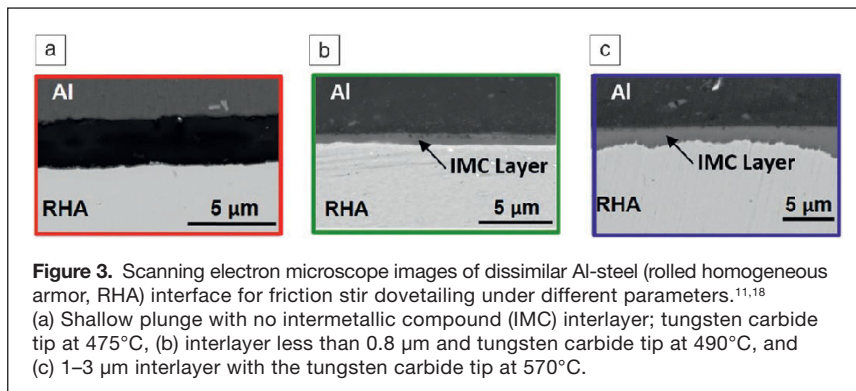 a
b
c
Al
RHA
5 µm
Al
IMC Layer
RHA
5 µm
Al
IMC Layer
RHA
5 µm
Figure 3. Scanning electron microscope images of dissimilar Al-steel (rolled homogeneous
armor, RHA) interface for friction stir dovetailing under different parameters.11,18
(a) Shallow plunge with no intermetallic compound (IMC) interlayer; tungsten carbide
tip at 475°C, (b) interlayer less than 0.8 µm and tungsten carbide tip at 490°C, and
(c) 1–3 µm interlayer with the tungsten carbide tip at 570°C.